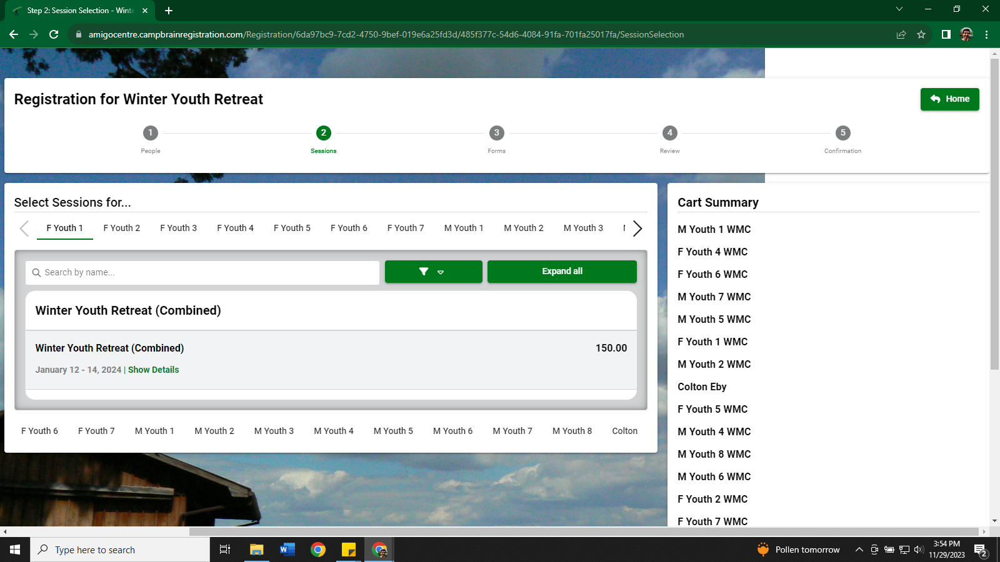 Step 2: Session Selection - Wint
amigocentre.campbrainregistration.com/Registration/6da97bc9-7cd2-4750-9bef-019e6a25fd3d/485f377c-54d6-4084-91fa-701fa25017fa/SessionSelection
Registration for Winter Youth Retreat
Home
1 2 3 4 5
People Sessions Forms Review Confirmation
Select Sessions for...
F Youth 1 F Youth 2 F Youth 3 F Youth 4 F Youth 5 F Youth 6 F Youth 7 M Youth 1 M Youth 2 M Youth 3
Search by name...
Expand all
Winter Youth Retreat (Combined)
Winter Youth Retreat (Combined) 150.00
January 12 - 14, 2024 | Show Details
F Youth 6 F Youth 7 M Youth 1 M Youth 2 M Youth 3 M Youth 4 M Youth 5 M Youth 6 M Youth 7 M Youth 8 Colton
Cart Summary
M Youth 1 WMC
F Youth 4 WMC
F Youth 6 WMC
M Youth 7 WMC
M Youth 5 WMC
F Youth 1 WMC
M Youth 2 WMC
Colton Eby
F Youth 5 WMC
M Youth 4 WMC
M Youth 8 WMC
M Youth 6 WMC
F Youth 2 WMC
F Youth 7 WMC
Type here to search
Pollen tomorrow
3:54 PM
11/29/2023
2